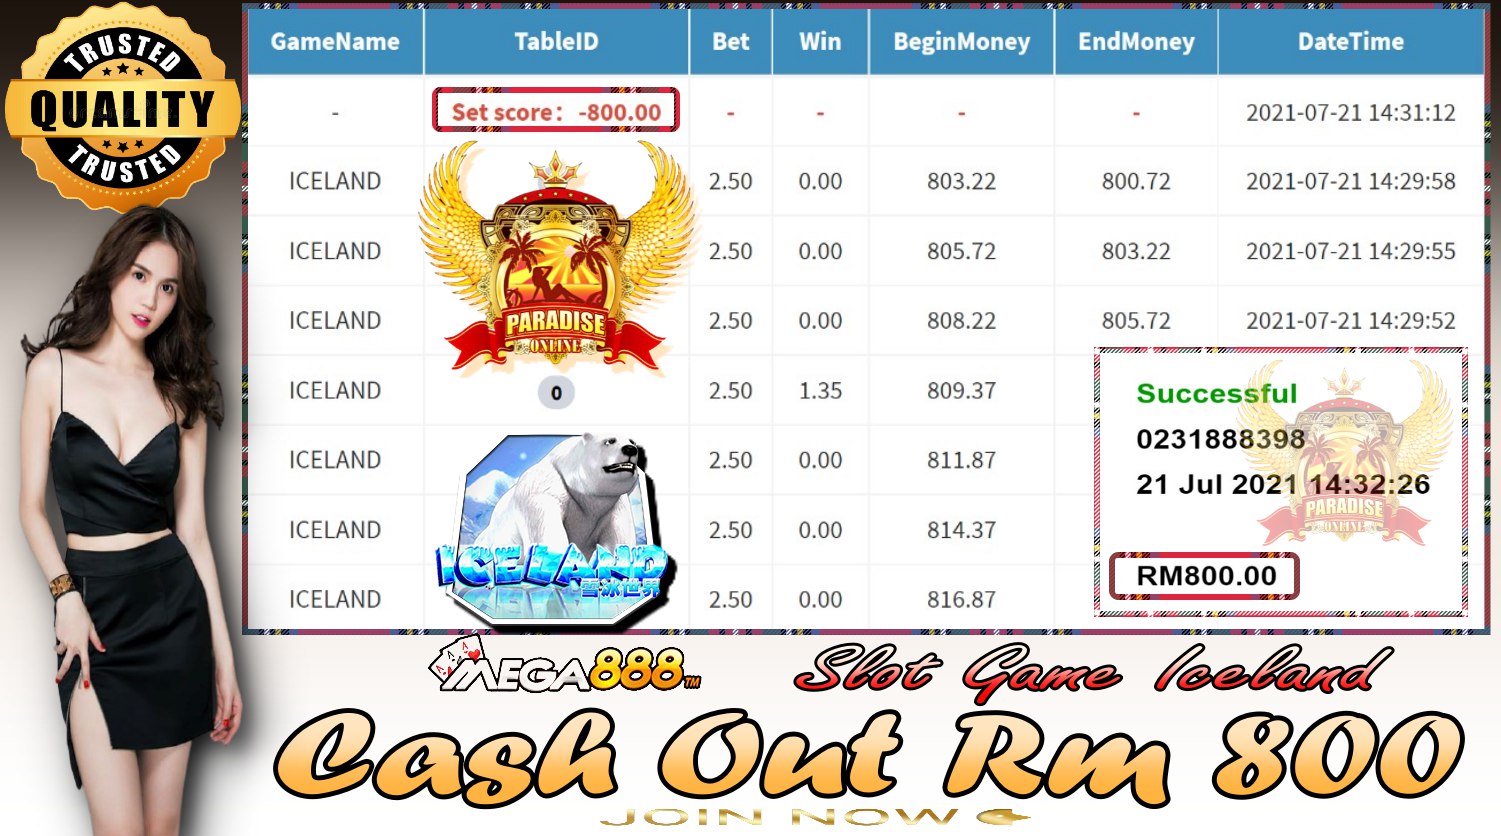 TRUSTED
QUALITY
TRUSTED
GameName TableID Bet Win BeginMoney EndMoney DateTime
- Set score: -800.00 - - - - 2021-07-21 14:31:12
ICELAND 2.50 0.00 803.22 800.72 2021-07-21 14:29:58
ICELAND 2.50 0.00 805.72 803.22 2021-07-21 14:29:55
ICELAND 2.50 0.00 808.22 805.72 2021-07-21 14:29:52
PARADISE
ONLINE
ICELAND 0 2.50 1.35 809.37
ICELAND 2.50 0.00 811.87
ICELAND 2.50 0.00 814.37
ICELAND 2.50 0.00 816.87
ICELAND
雪冰世界
Successful
0231888398
21 Jul 2021 14:32:26
PARADISE
ONLINE
RM800.00
MEGA888™
Slot Game Iceland
Cash Out Rm 800
JOIN NOW